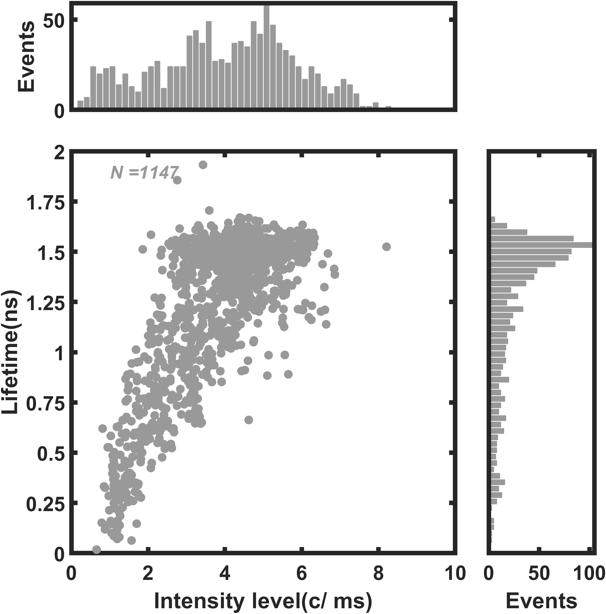 50
Events
0
2
N =1147
1.75
1.5
1.25
Lifetime(ns)
1
0.75
0.5
0.25
0
0 2 4 6 8 10
Intensity level(c/ ms)
0 50 100
Events